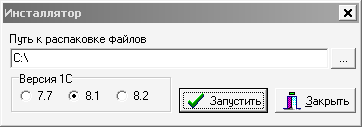 Инсталлятор
Путь к распаковке файлов
C:\
...
Версия 1С
7.7 8.1 8.2
Запустить Закрыть